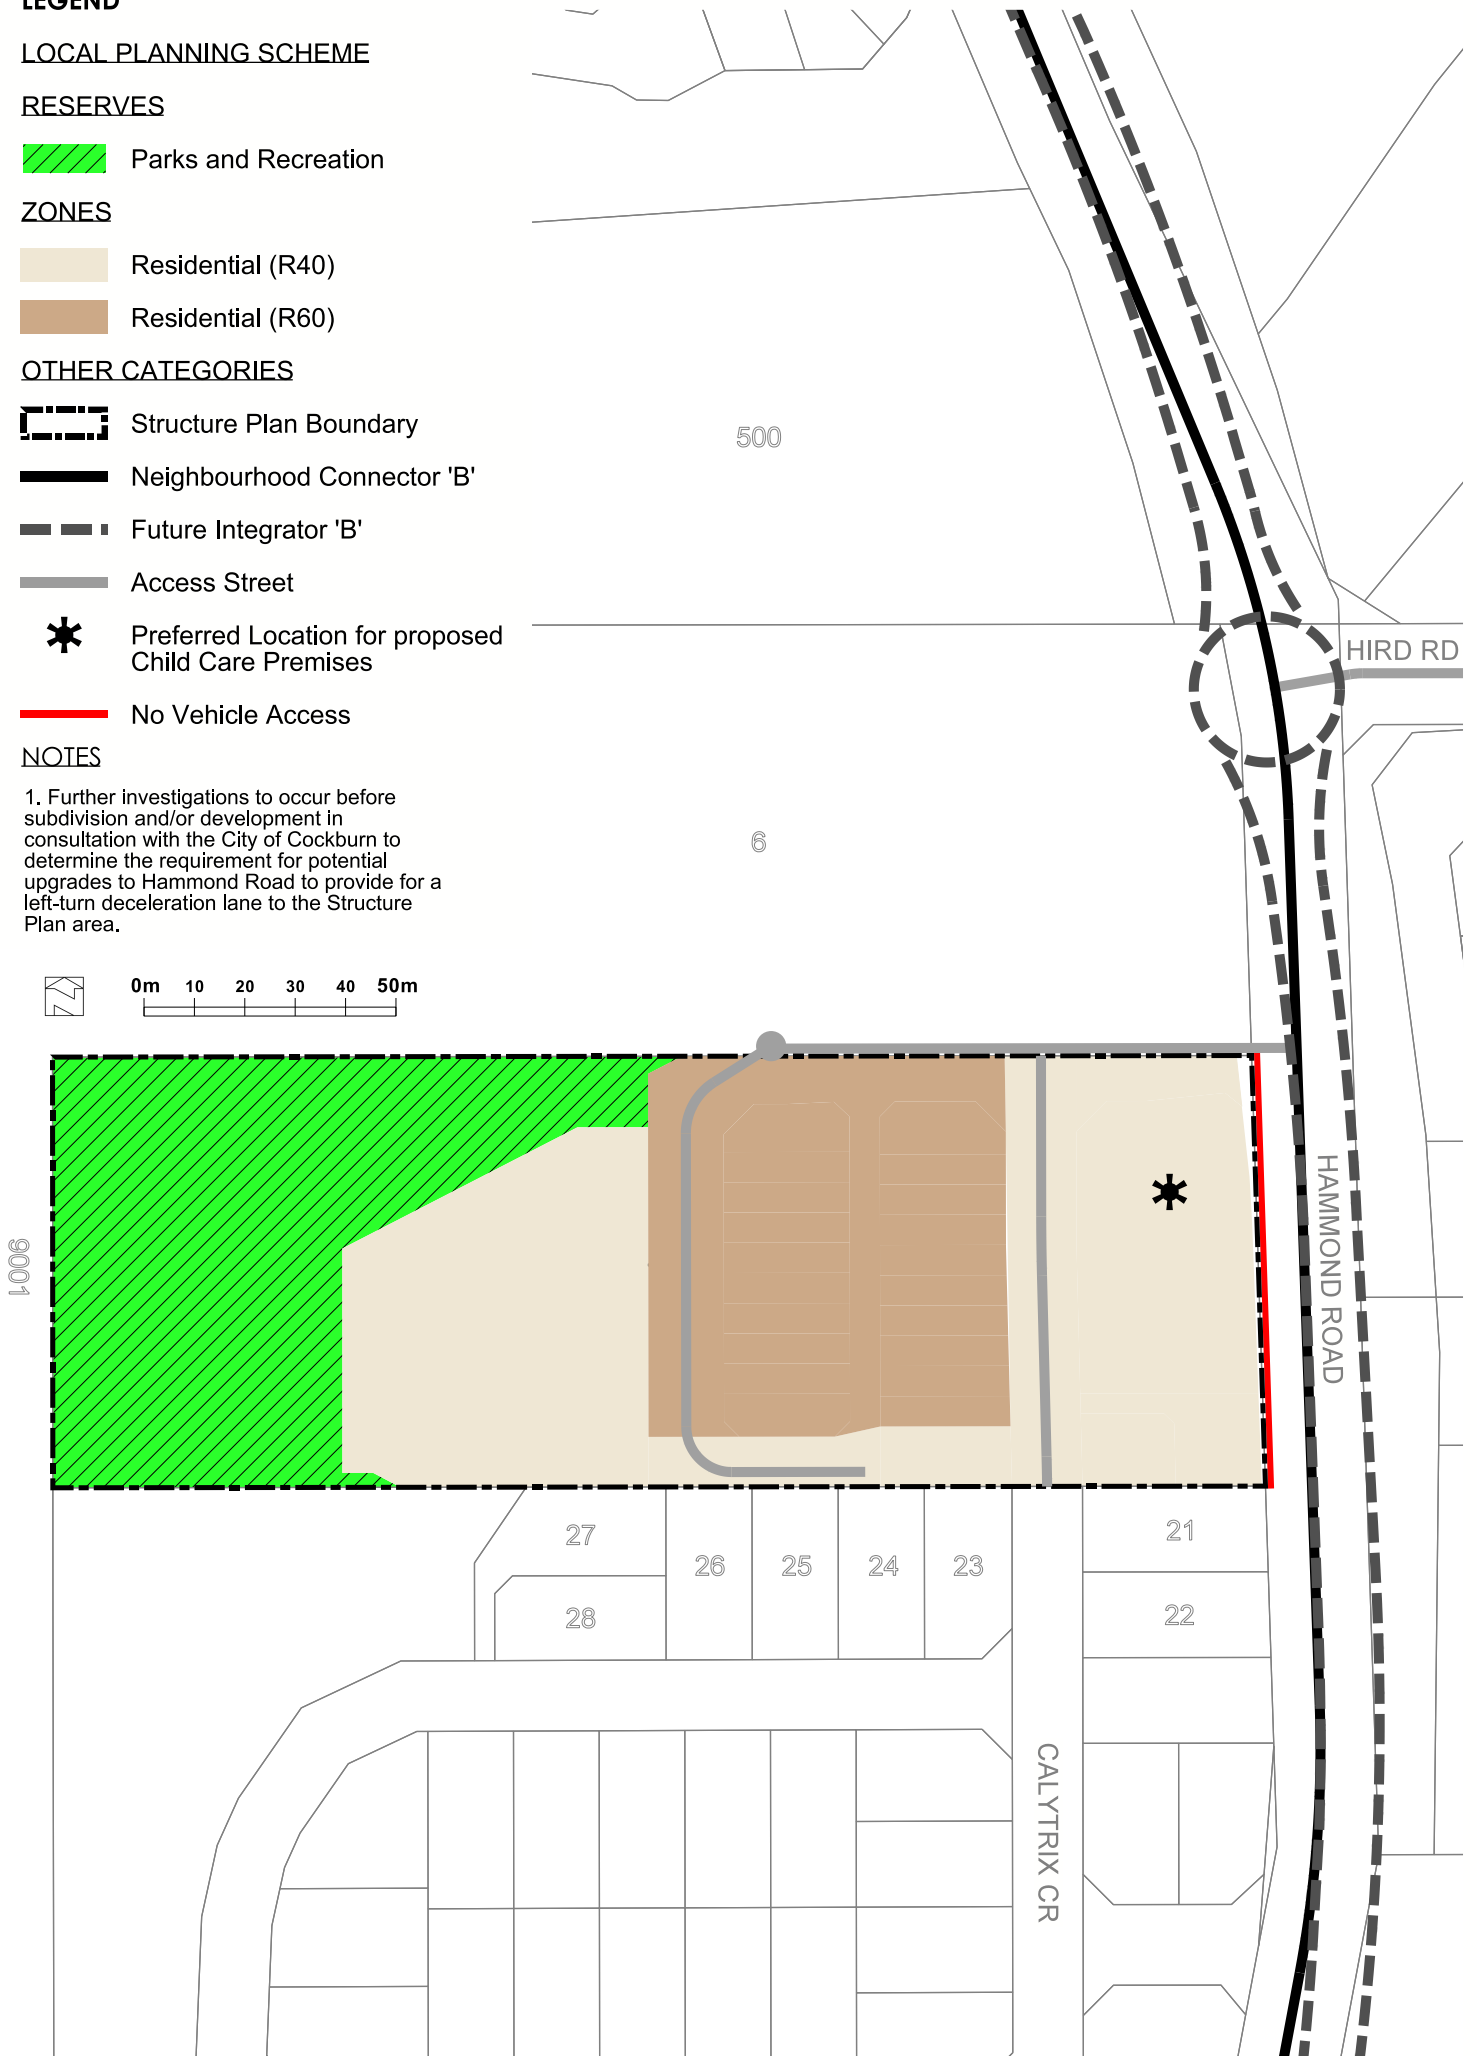 LEGEND
LOCAL PLANNING SCHEME
RESERVES
Parks and Recreation
ZONES
Residential (R40)
Residential (R60)
OTHER CATEGORIES
Structure Plan Boundary
Neighbourhood Connector 'B'
Future Integrator 'B'
Access Street
Preferred Location for proposed
Child Care Premises
No Vehicle Access
NOTES
1. Further investigations to occur before
subdivision and/or development in
consultation with the City of Cockburn to
determine the requirement for potential
upgrades to Hammond Road to provide for a
left-turn deceleration lane to the Structure
Plan area.
0m 10 20 30 40 50m
500
HIRD RD
6
9001
HAMMOND ROAD
27
26
25
24
23
21
28
22
CALYTRIX CR